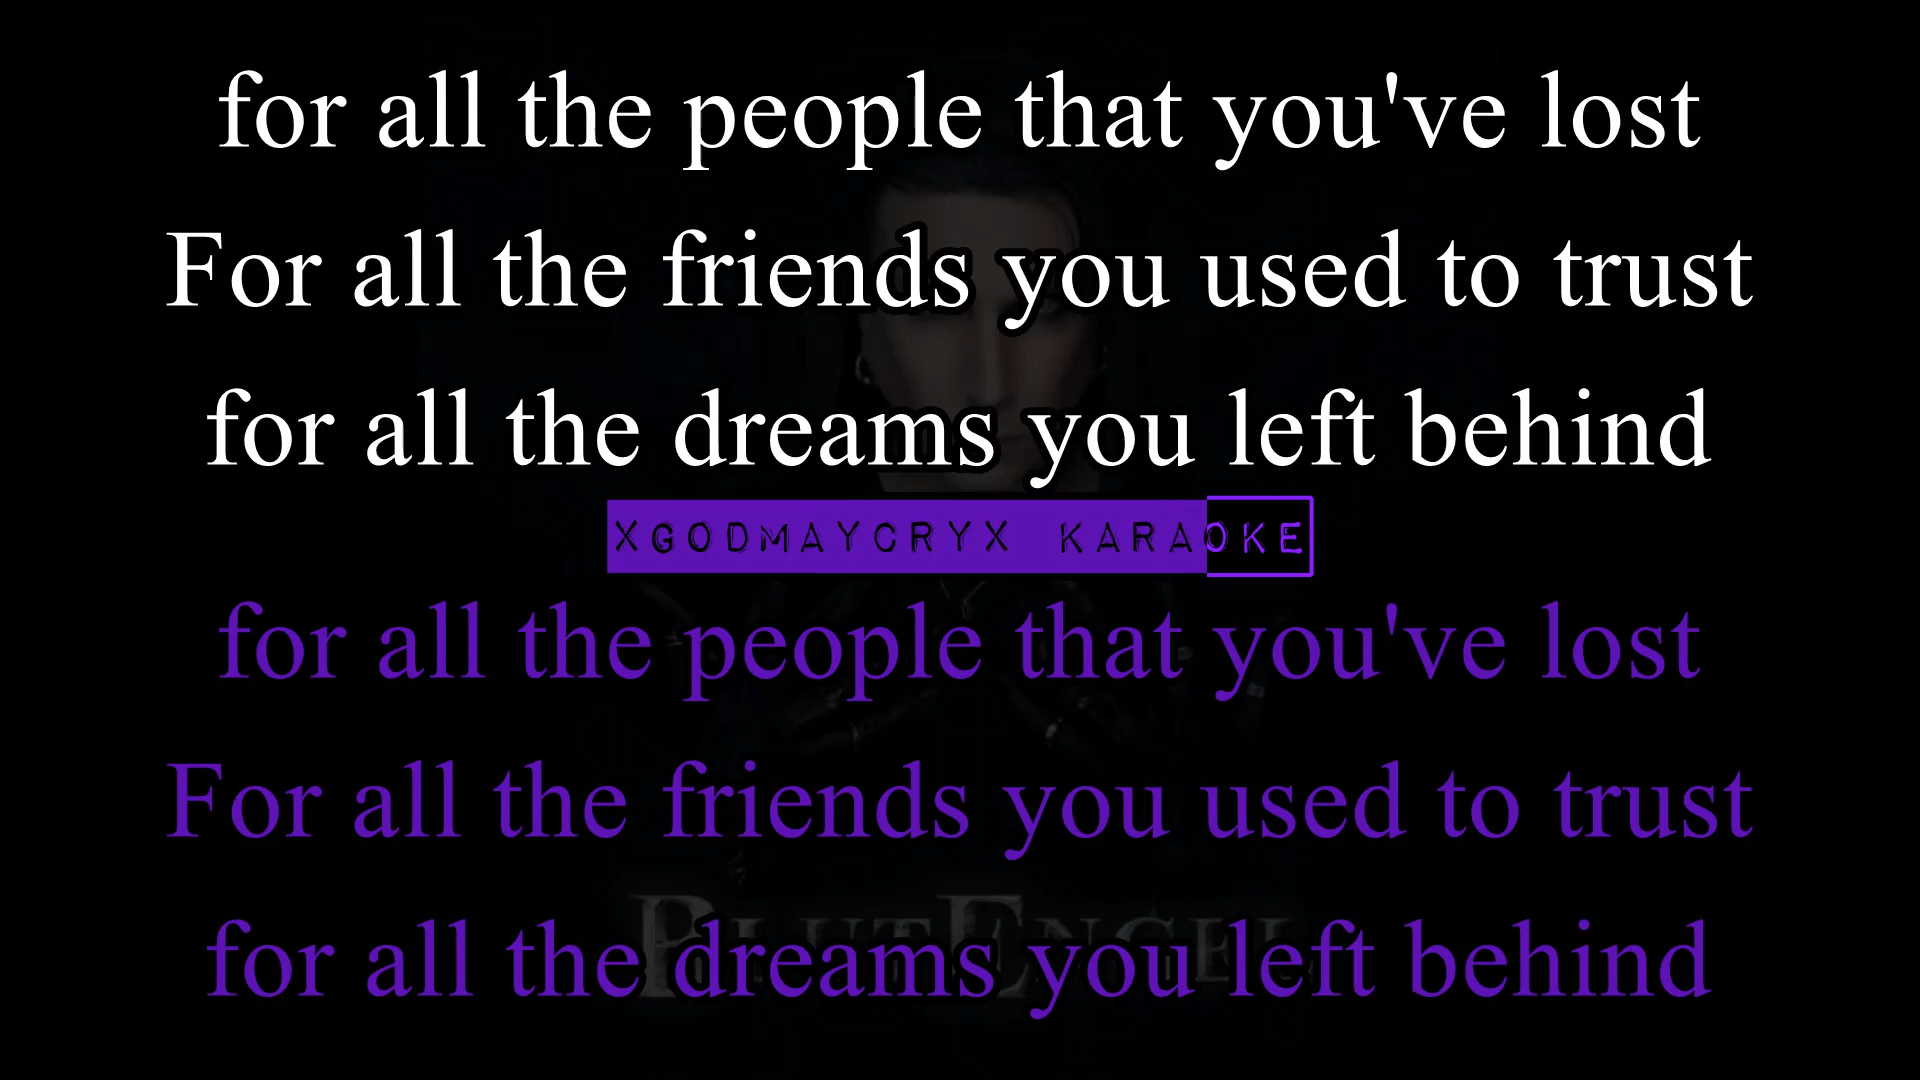 for all the people that you've lost
For all the friends you used to trust
for all the dreams you left behind
XGODMAYCRYX KARAOKE
for all the people that you've lost
For all the friends you used to trust
for all the dreams you left behind
BLUTENGEL